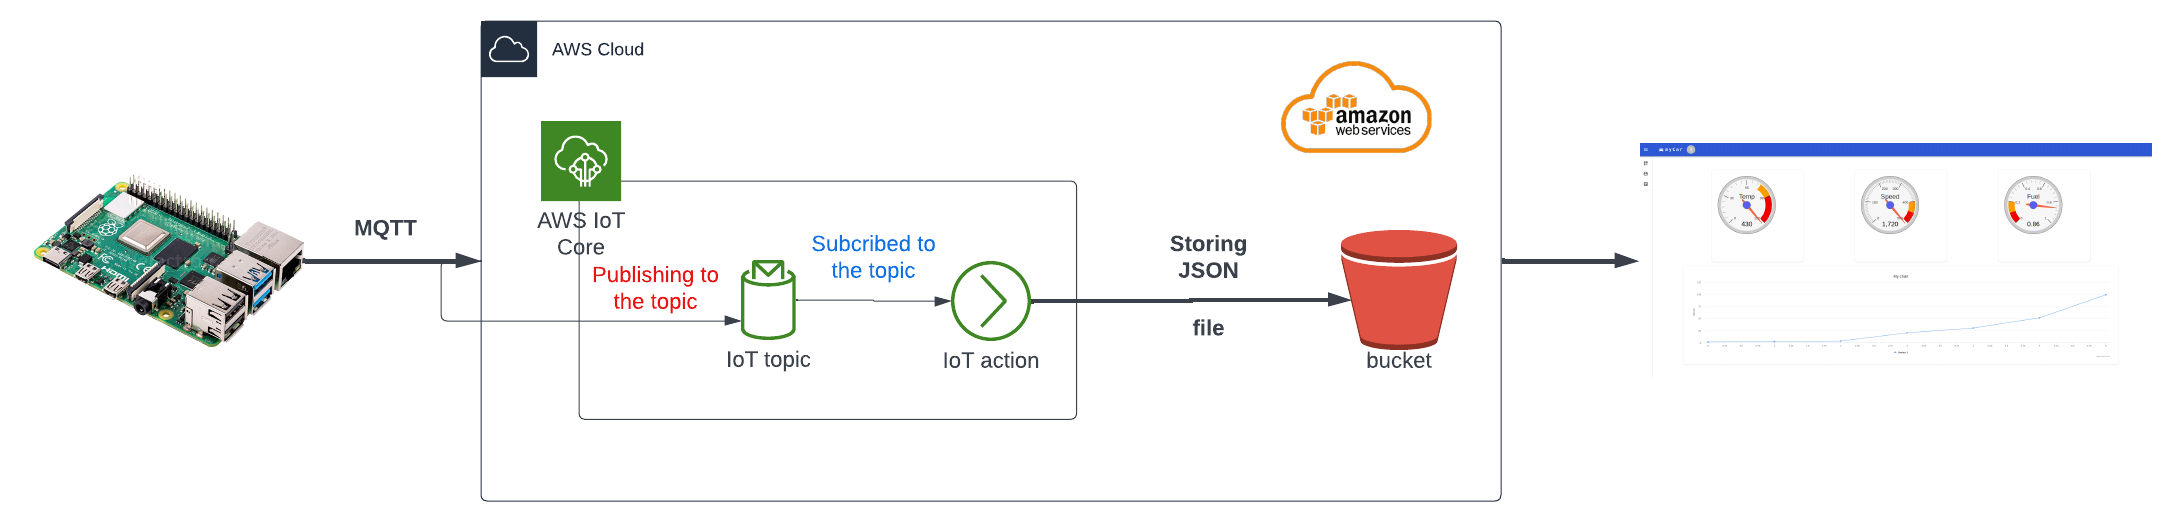 AWS Cloud
amazon
web services
AWS IoT
Core
MQTT
Publishing to
the topic
Subcribed to
the topic
IoT topic
IoT action
Storing
JSON
file
bucket
myCar
Temp
430
Speed
1,720
Fuel
0.86
My chart